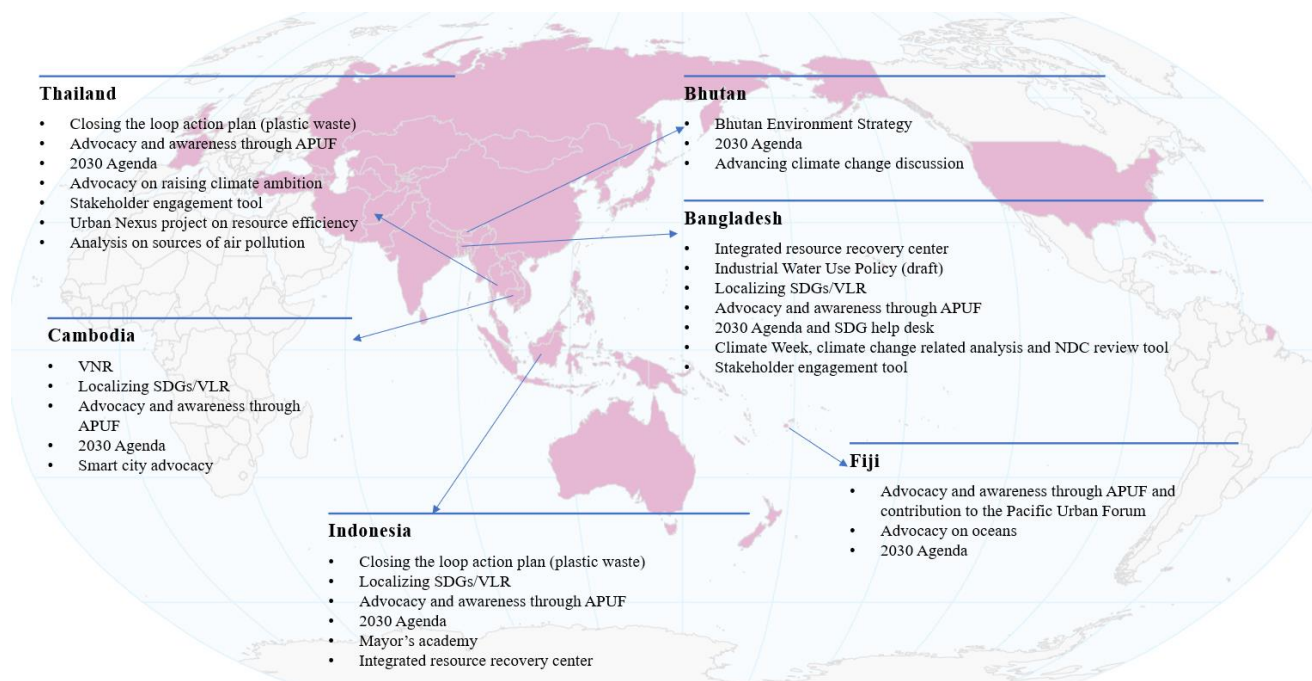 Thailand
• Closing the loop action plan (plastic waste)
• Advocacy and awareness through APUF
• 2030 Agenda
• Advocacy on raising climate ambition
• Stakeholder engagement tool
• Urban Nexus project on resource efficiency
• Analysis on sources of air pollution
Bhutan
• Bhutan Environment Strategy
• 2030 Agenda
• Advancing climate change discussion
Bangladesh
• Integrated resource recovery center
• Industrial Water Use Policy (draft)
• Localizing SDGs/VLR
• Advocacy and awareness through APUF
• 2030 Agenda and SDG help desk
• Climate Week, climate change related analysis and NDC review tool
• Stakeholder engagement tool
Cambodia
• VNR
• Localizing SDGs/VLR
• Advocacy and awareness through
APUF
• 2030 Agenda
• Smart city advocacy
Fiji
• Advocacy and awareness through APUF and
contribution to the Pacific Urban Forum
• Advocacy on oceans
• 2030 Agenda
Indonesia
• Closing the loop action plan (plastic waste)
• Localizing SDGs/VLR
• Advocacy and awareness through APUF
• 2030 Agenda
• Mayor’s academy
• Integrated resource recovery center